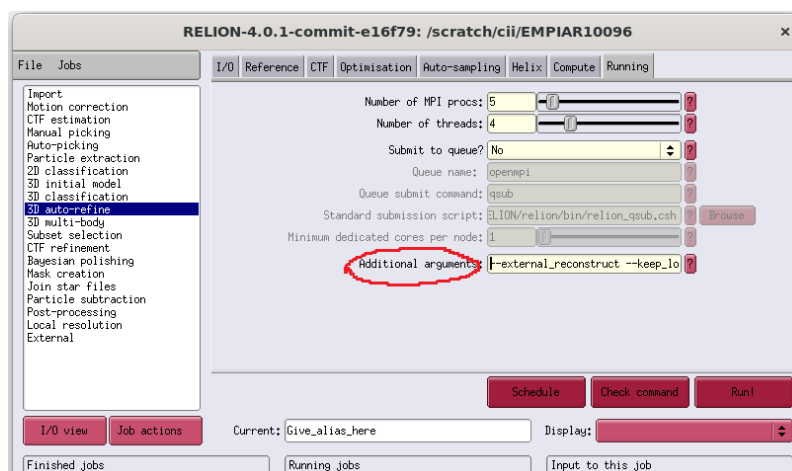 RELION-4.0.1-commit-e16f79: /scratch/cii/EMPIAR10096
File Jobs
I/O Reference CTF Optimisation Auto-sampling Helix Compute Running
Import
Motion correction
CTF estimation
Manual picking
Auto-picking
Particle extraction
2D classification
3D initial model
3D classification
3D auto-refine
3D multi-body
Subset selection
CTF refinement
Bayesian polishing
Mask creation
Join star files
Particle subtraction
Post-processing
Local resolution
External
Number of MPI procs: 5 ?
Number of threads: 4 ?
Submit to queue? No ?
Queue name: openmpi ?
Queue submit command: qsub ?
Standard submission script: ELION/relion/bin/relion_qsub.csh ? Browse
Minimum dedicated cores per node: 1 ?
Additional arguments: --external_reconstruct --keep_lo ?
Schedule Check command Run!
I/O view Job actions Current: Give_alias_here Display:
Finished jobs Running jobs Input to this job